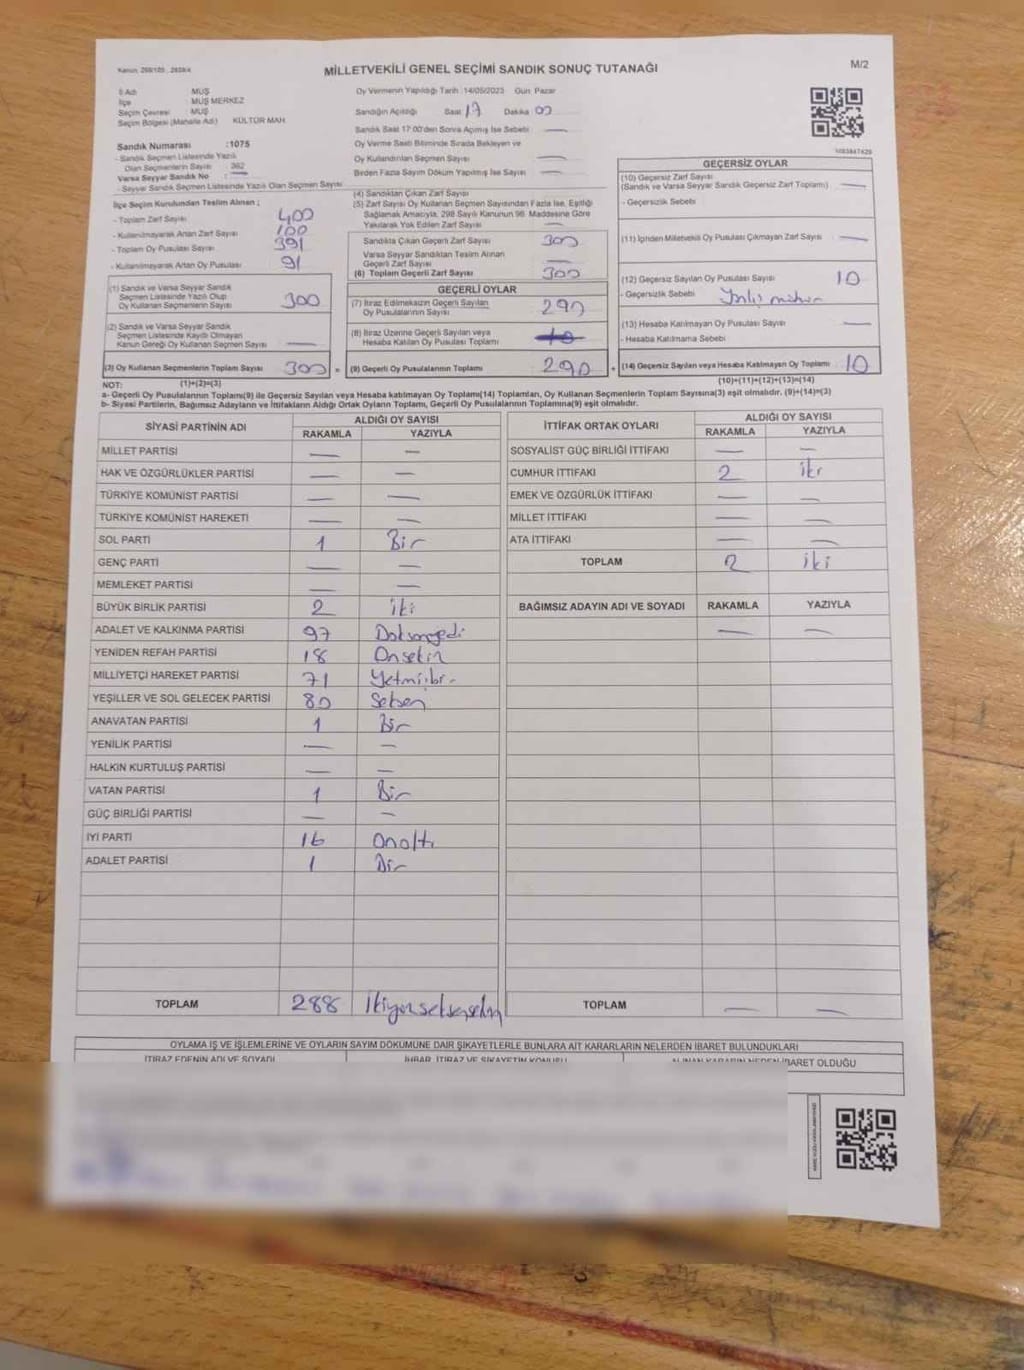 MİLLETVEKİLİ GENEL SEÇİMİ SANDIK SONUÇ TUTANAĞI
M/2
İl Adı : MUŞ
İlçe : MUŞ MERKEZ
Seçim Çevresi : MUŞ
Seçim Bölgesi (Mahalle Adı) KÜLTÜR MAH.
Sandık Numarası :1075
- Sandık Seçmen Listesinde Yazılı
Olan Seçmenlerin Sayısı : 382
Varsa Seyyar Sandık No : —
- Seyyar Sandık Seçmen Listesinde Yazılı Olan Seçmen Sayısı
Oy Vermenin Yapıldığı Tarih :14/05/2023 Gün: Pazar
Sandığın Açıldığı Saat 17 Dakika 00
Sandık Saat 17:00'den Sonra Açımış İse Sebebi —
Oy Verme Saati Bitiminde Sırada Bekleyen ve
Oy Kullandırılan Seçmen Sayısı —
Birden Fazla Sayım Döküm Yapılmış İse Sayısı —
İlçe Seçim Kurulundan Teslim Alınan ;
- Toplam Zarf Sayısı 400
- Kullanılmayarak Artan Zarf Sayısı 100
- Toplam Oy Pusulası Sayısı 391
- Kullanılmayarak Artan Oy Pusulası 91
(1) Sandık ve Varsa Seyyar Sandık
Seçmen Listesinde Yazılı Olup
Oy Kullanan Seçmenlerin Sayısı 300
(2) Sandık ve Varsa Seyyar Sandık
Seçmen Listesinde Kayıtlı Olmayan
Kanun Gereği Oy Kullanan Seçmen Sayısı —
(3) Oy Kullanan Seçmenlerin Toplam Sayısı 300
(4) Sandıktan Çıkan Zarf Sayısı
(5) Zarf Sayısı Oy Kullanan Seçmen Sayısından Fazla İse, Eşitliği
Sağlamak Amacıyla, 298 Sayılı Kanunun 98. Maddesine Göre
Yakılarak Yok Edilen Zarf Sayısı —
Sandıkta Çıkan Geçerli Zarf Sayısı 300
Varsa Seyyar Sandıktan Teslim Alınan
Geçerli Zarf Sayısı —
(6) Toplam Geçerli Zarf Sayısı 300
GEÇERLİ OYLAR
(7) İtiraz Edilmeksizin Geçerli Sayılan
Oy Pusulalarının Sayısı 290
(8) İtiraz Üzerine Geçerli Sayılan veya
Hesaba Katılan Oy Pusulası Toplamı
= (9) Geçerli Oy Pusulalarının Toplamı 290
GEÇERSİZ OYLAR
(10) Geçersiz Zarf Sayısı
(Sandık ve Varsa Seyyar Sandık Geçersiz Zarf Toplamı) —
- Geçersizlik Sebebi
(11) İçinden Milletvekili Oy Pusulası Çıkmayan Zarf Sayısı —
(12) Geçersiz Sayılan Oy Pusulası Sayısı 10
- Geçersizlik Sebebi
(13) Hesaba Katılmayan Oy Pusulası Sayısı —
- Hesaba Katılmama Sebebi
+ (14) Geçersiz Sayılan veya Hesaba Katılmayan Oy Toplamı 10
NOT: (1)+(2)=(3)
(10)+(11)+(12)+(13)=(14)
a- Geçerli Oy Pusulalarının Toplamı(9) ile Geçersiz Sayılan veya Hesaba katılmayan Oy Toplamı(14) Toplamları, Oy Kullanan Seçmenlerin Toplam Sayısına(3) eşit olmalıdır. (9)+(14)=(3)
b- Siyasi Partilerin, Bağımsız Adayların ve İttifakların Aldığı Ortak Oyların Toplamı, Geçerli Oy Pusulalarının Toplamına(9) eşit olmalıdır.
SİYASİ PARTİNİN ADI ALDIĞI OY SAYISI
RAKAMLA YAZIYLA
MİLLET PARTİSİ — —
HAK VE ÖZGÜRLÜKLER PARTİSİ — —
TÜRKİYE KOMÜNİST PARTİSİ — —
TÜRKİYE KOMÜNİST HAREKETİ — —
SOL PARTİ 1 Bir
GENÇ PARTİ — —
MEMLEKET PARTİSİ — —
BÜYÜK BİRLİK PARTİSİ 2 iki
ADALET VE KALKINMA PARTİSİ 97 Doksanyedi
YENİDEN REFAH PARTİSİ 18 Onsekiz
MİLLİYETÇİ HAREKET PARTİSİ 71 Yetmişbir
YEŞİLLER VE SOL GELECEK PARTİSİ 80 Seksen
ANAVATAN PARTİSİ 1 Bir
YENİLİK PARTİSİ — —
HALKIN KURTULUŞ PARTİSİ — —
VATAN PARTİSİ 1 Bir
GÜÇ BİRLİĞİ PARTİSİ — —
İYİ PARTİ 16 Onaltı
ADALET PARTİSİ 1 Bir
TOPLAM 288 İkiyüzseksensekiz
İTTİFAK ORTAK OYLARI ALDIĞI OY SAYISI
RAKAMLA YAZIYLA
SOSYALİST GÜÇ BİRLİĞİ İTTİFAKI — —
CUMHUR İTTİFAKI 2 iki
EMEK VE ÖZGÜRLÜK İTTİFAKI — —
MİLLET İTTİFAKI — —
ATA İTTİFAKI — —
TOPLAM 2 iki
BAĞIMSIZ ADAYIN ADI VE SOYADI RAKAMLA YAZIYLA
— —
TOPLAM — —
OYLAMA İŞ VE İŞLEMLERİNE VE OYLARIN SAYIM DÖKÜMÜNE DAİR ŞİKAYETLERLE BUNLARA AİT KARARLARIN NELERDEN İBARET BULUNDUKLARI
İTİRAZ EDENİN ADI VE SOYADI İHBAR, İTİRAZ VE ŞİKAYETİN KONUSU ALINAN KARARIN NEDEN İBARET OLDUĞU